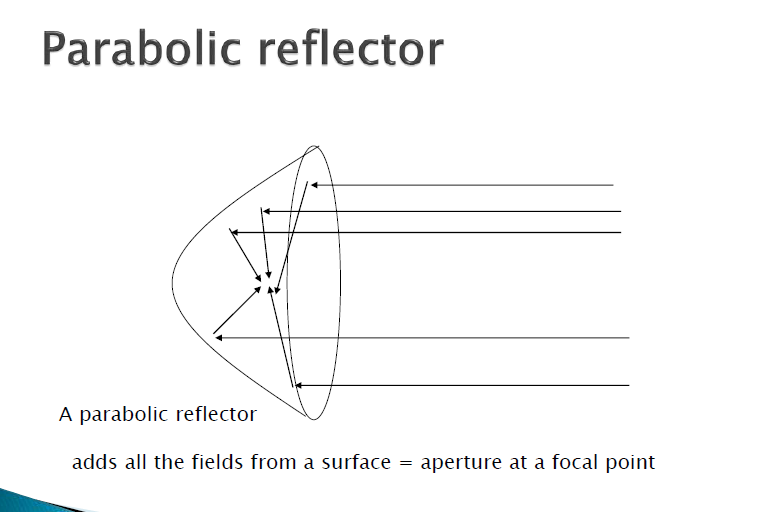 Parabolic reflector
A parabolic reflector
adds all the fields from a surface = aperture at a focal point